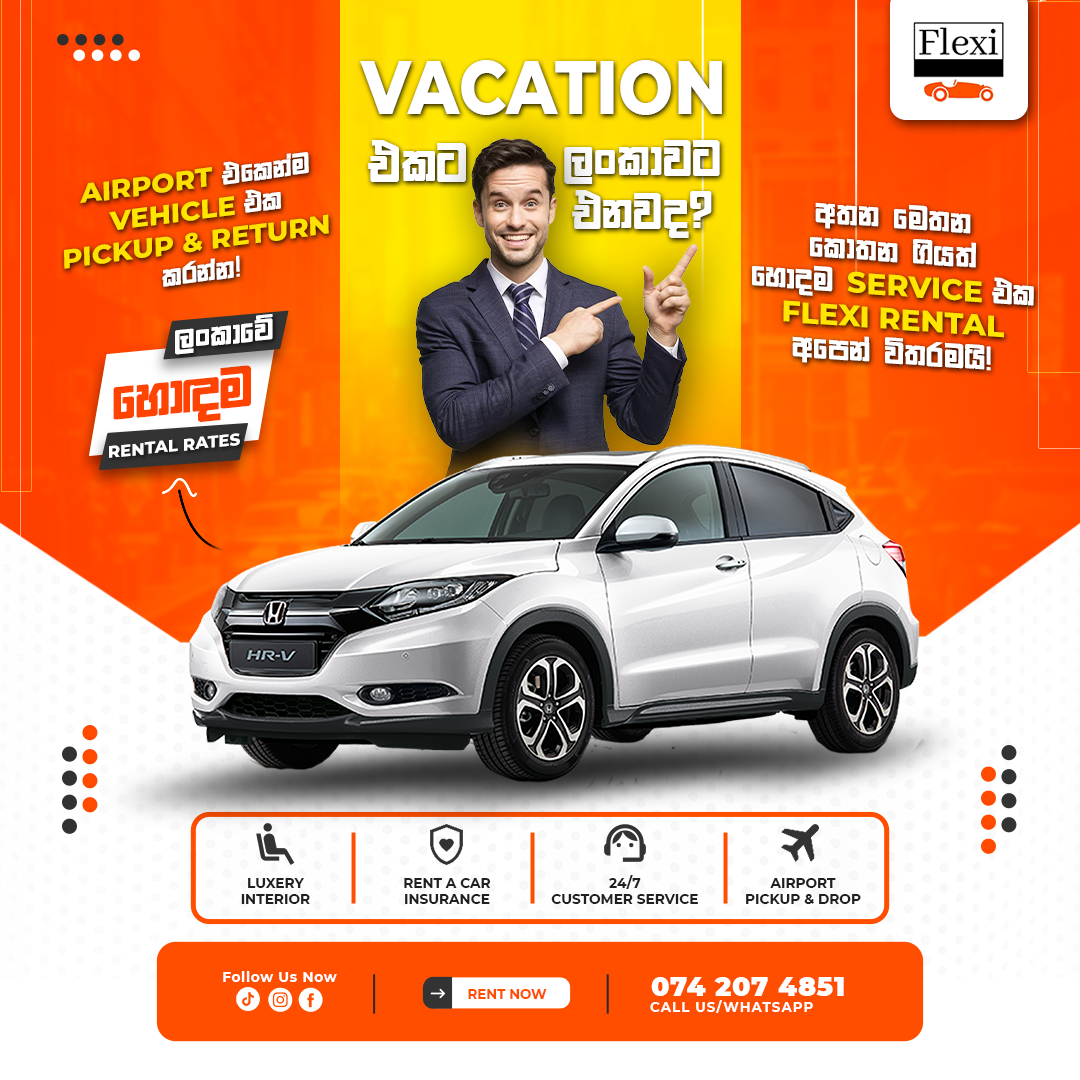 Flexi
VACATION
එකට ලංකාවට
එනවද?
AIRPORT එකෙන්ම
VEHICLE එක
PICKUP & RETURN
කරන්න!
ලංකාවේ
හොඳම
RENTAL RATES
අතන මෙතන
කොතන ගියත්
හොදම SERVICE එක
FLEXI RENTAL
අපෙන් විතරමයි!
HR-V
LUXERY
INTERIOR
RENT A CAR
INSURANCE
24/7
CUSTOMER SERVICE
AIRPORT
PICKUP & DROP
Follow Us Now
RENT NOW
074 207 4851
CALL US/WHATSAPP